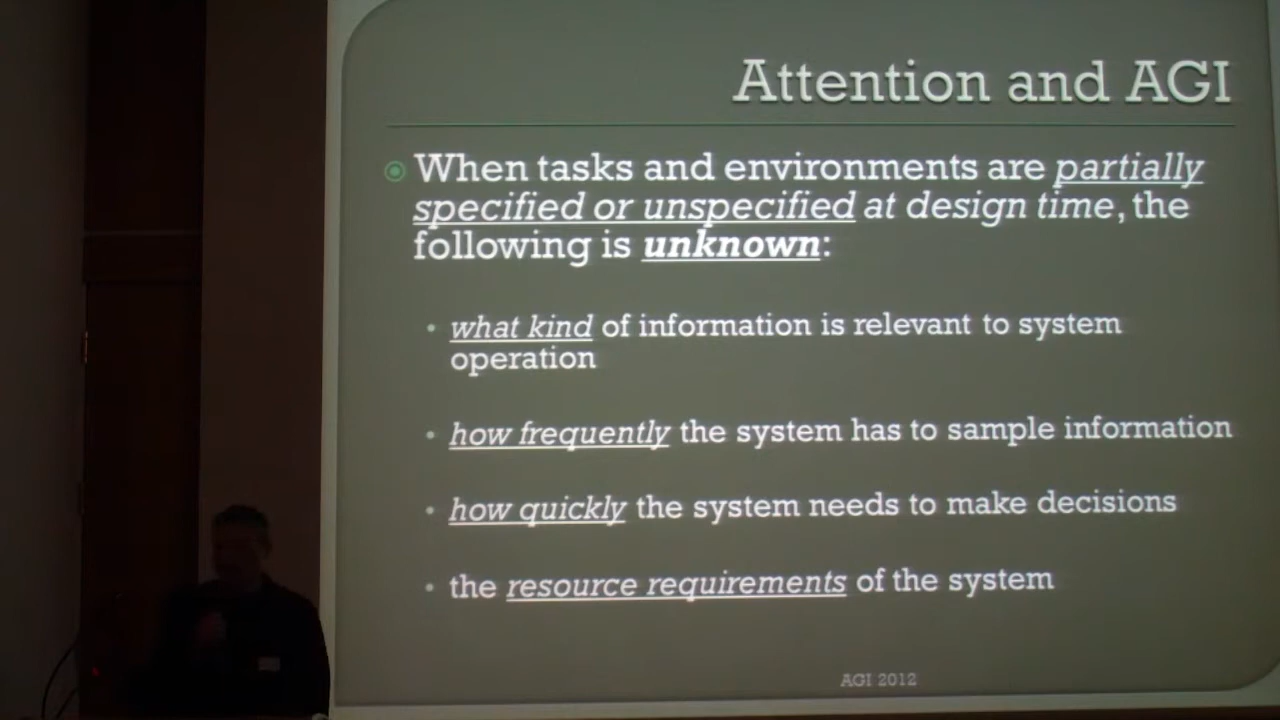 Attention and AGI
When tasks and environments are partially
specified or unspecified at design time, the
following is unknown:
• what kind of information is relevant to system
operation
• how frequently the system has to sample information
• how quickly the system needs to make decisions
• the resource requirements of the system
AGI 2012